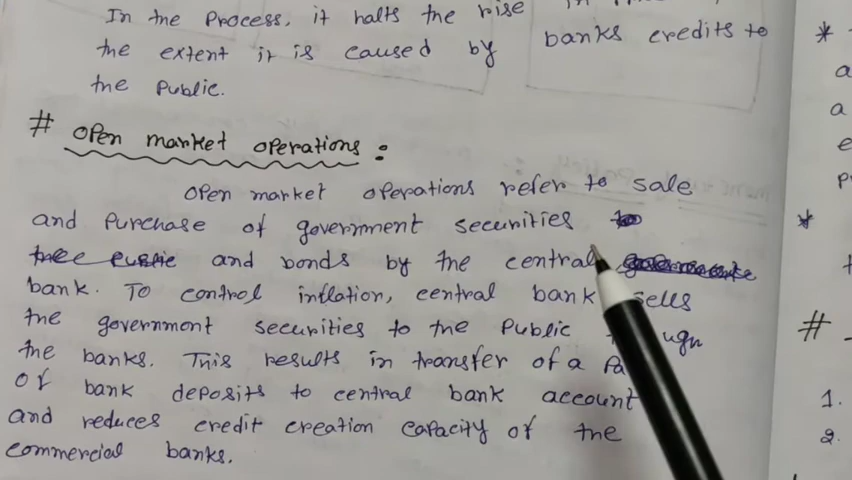 In the Process, it halts the rise
the extent it is caused by banks credits to
the Public.
# Open market operations :
Open market operations refer to sale
and Purchase of government securities
and bonds by the central
bank. To control inflation, central bank sells
the government securities to the Public
the banks. This results in transfer of a
of bank deposits to central bank account
and reduces credit creation capacity of the
commercial banks.
*
a
a
e
*
#
1.
2.